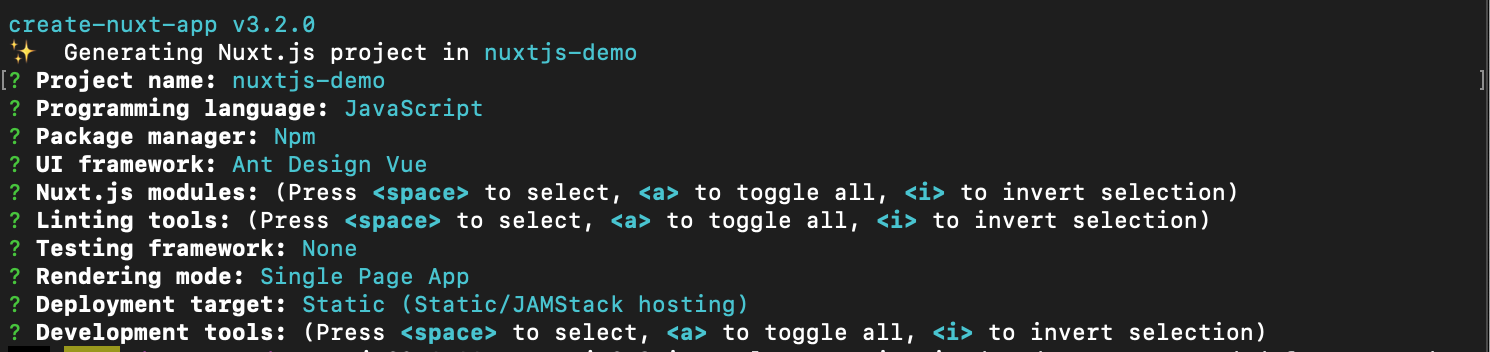 create-nuxt-app v3.2.0
✨ Generating Nuxt.js project in nuxtjs-demo
[? Project name: nuxtjs-demo ]
? Programming language: JavaScript
? Package manager: Npm
? UI framework: Ant Design Vue
? Nuxt.js modules: (Press <space> to select, <a> to toggle all, <i> to invert selection)
? Linting tools: (Press <space> to select, <a> to toggle all, <i> to invert selection)
? Testing framework: None
? Rendering mode: Single Page App
? Deployment target: Static (Static/JAMStack hosting)
? Development tools: (Press <space> to select, <a> to toggle all, <i> to invert selection)